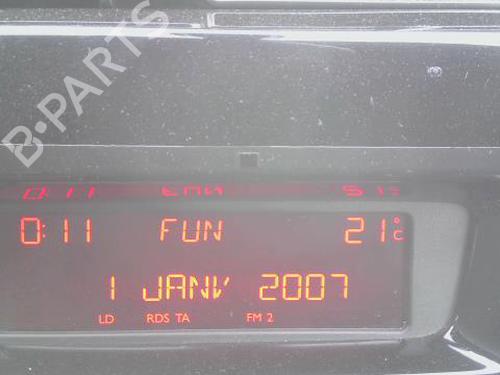 B-PARTS
0:11 FUN 21°C
1 JANV 2007
LD RDS TA FM 2